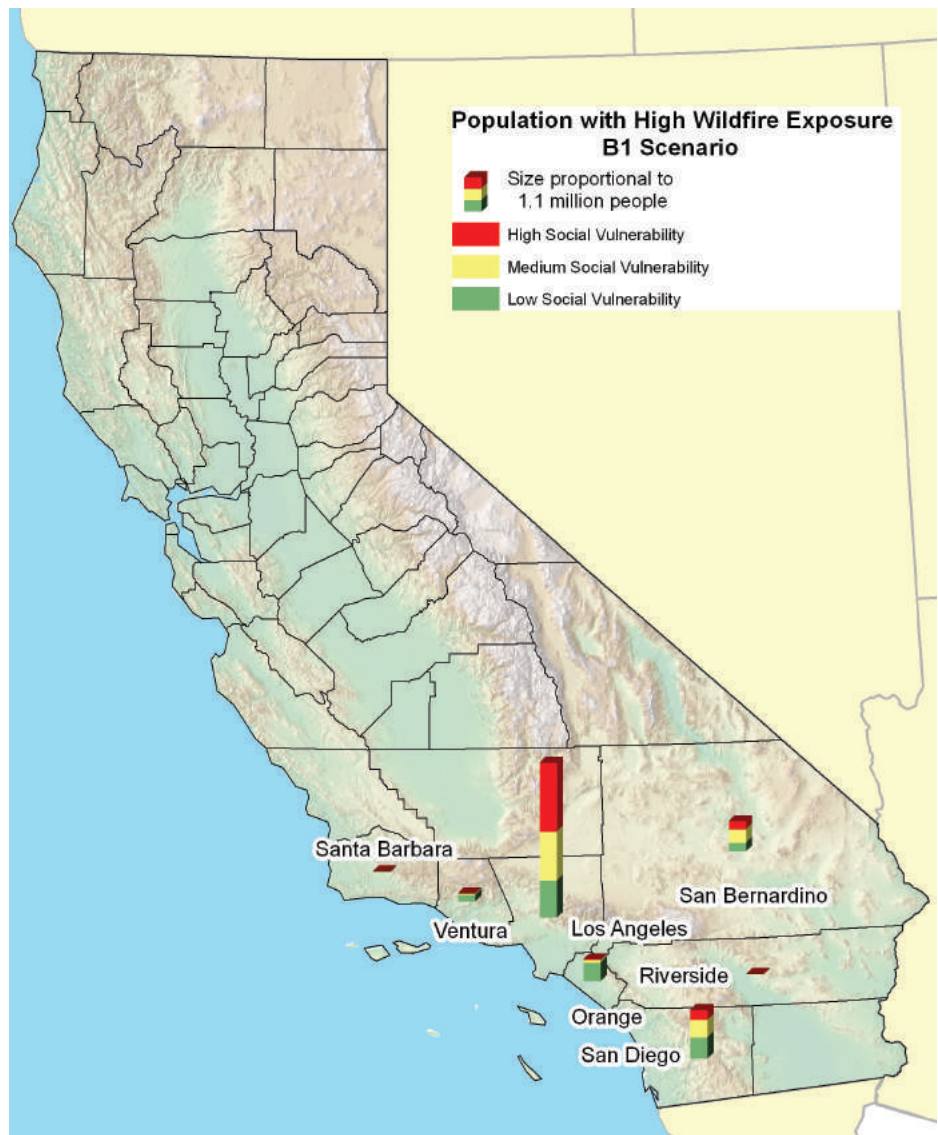 Population with High Wildfire Exposure
B1 Scenario
Size proportional to
1.1 million people
High Social Vulnerability
Medium Social Vulnerability
Low Social Vulnerability
Santa Barbara
San Bernardino
Ventura
Los Angeles
Riverside
Orange
San Diego